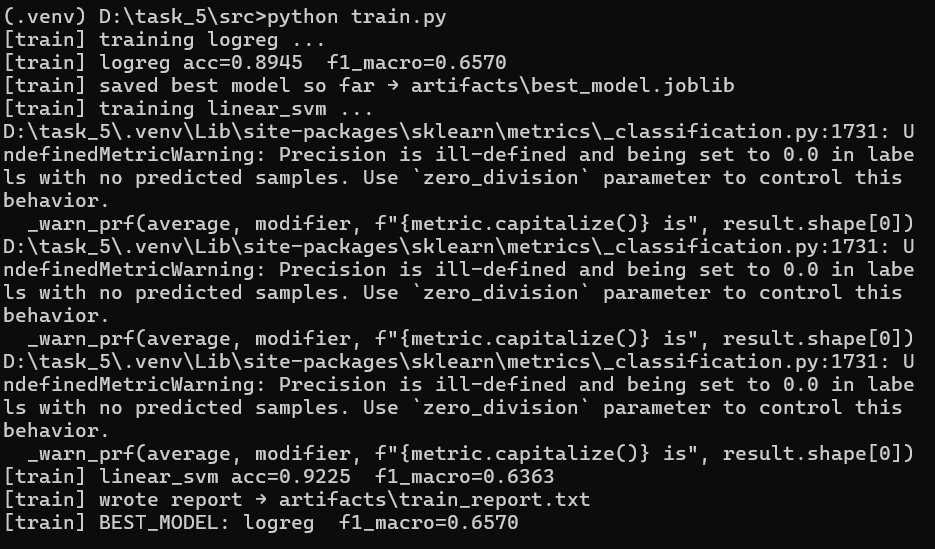 (.venv) D:\task_5\src>python train.py
[train] training logreg ...
[train] logreg acc=0.8945  f1_macro=0.6570
[train] saved best model so far → artifacts\best_model.joblib
[train] training linear_svm ...
D:\task_5\.venv\Lib\site-packages\sklearn\metrics\_classification.py:1731: U
ndefinedMetricWarning: Precision is ill-defined and being set to 0.0 in labe
ls with no predicted samples. Use `zero_division` parameter to control this
behavior.
  _warn_prf(average, modifier, f"{metric.capitalize()} is", result.shape[0])
D:\task_5\.venv\Lib\site-packages\sklearn\metrics\_classification.py:1731: U
ndefinedMetricWarning: Precision is ill-defined and being set to 0.0 in labe
ls with no predicted samples. Use `zero_division` parameter to control this
behavior.
  _warn_prf(average, modifier, f"{metric.capitalize()} is", result.shape[0])
D:\task_5\.venv\Lib\site-packages\sklearn\metrics\_classification.py:1731: U
ndefinedMetricWarning: Precision is ill-defined and being set to 0.0 in labe
ls with no predicted samples. Use `zero_division` parameter to control this
behavior.
  _warn_prf(average, modifier, f"{metric.capitalize()} is", result.shape[0])
[train] linear_svm acc=0.9225  f1_macro=0.6363
[train] wrote report → artifacts\train_report.txt
[train] BEST_MODEL: logreg  f1_macro=0.6570